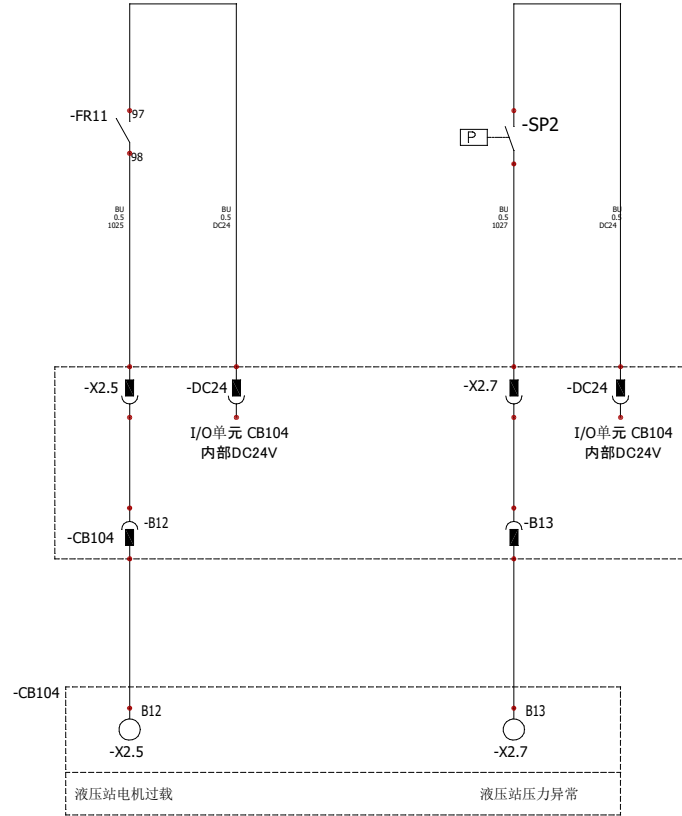 -FR11
97
98
-SP2
P
BU
0.5
1025
BU
0.5
DC24
BU
0.5
1027
BU
0.5
DC24
-X2.5
-DC24
-X2.7
-DC24
I/O单元 CB104
内部DC24V
I/O单元 CB104
内部DC24V
-B12
-CB104
-B13
-CB104
B12
B13
-X2.5
-X2.7
液压站电机过载
液压站压力异常